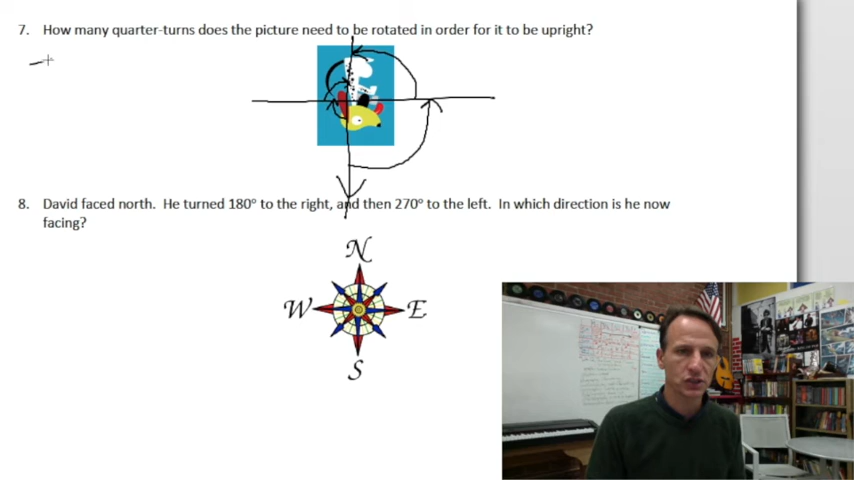 7. How many quarter-turns does the picture need to be rotated in order for it to be upright?
8. David faced north. He turned 180° to the right, and then 270° to the left. In which direction is he now
facing?
N
W E
S